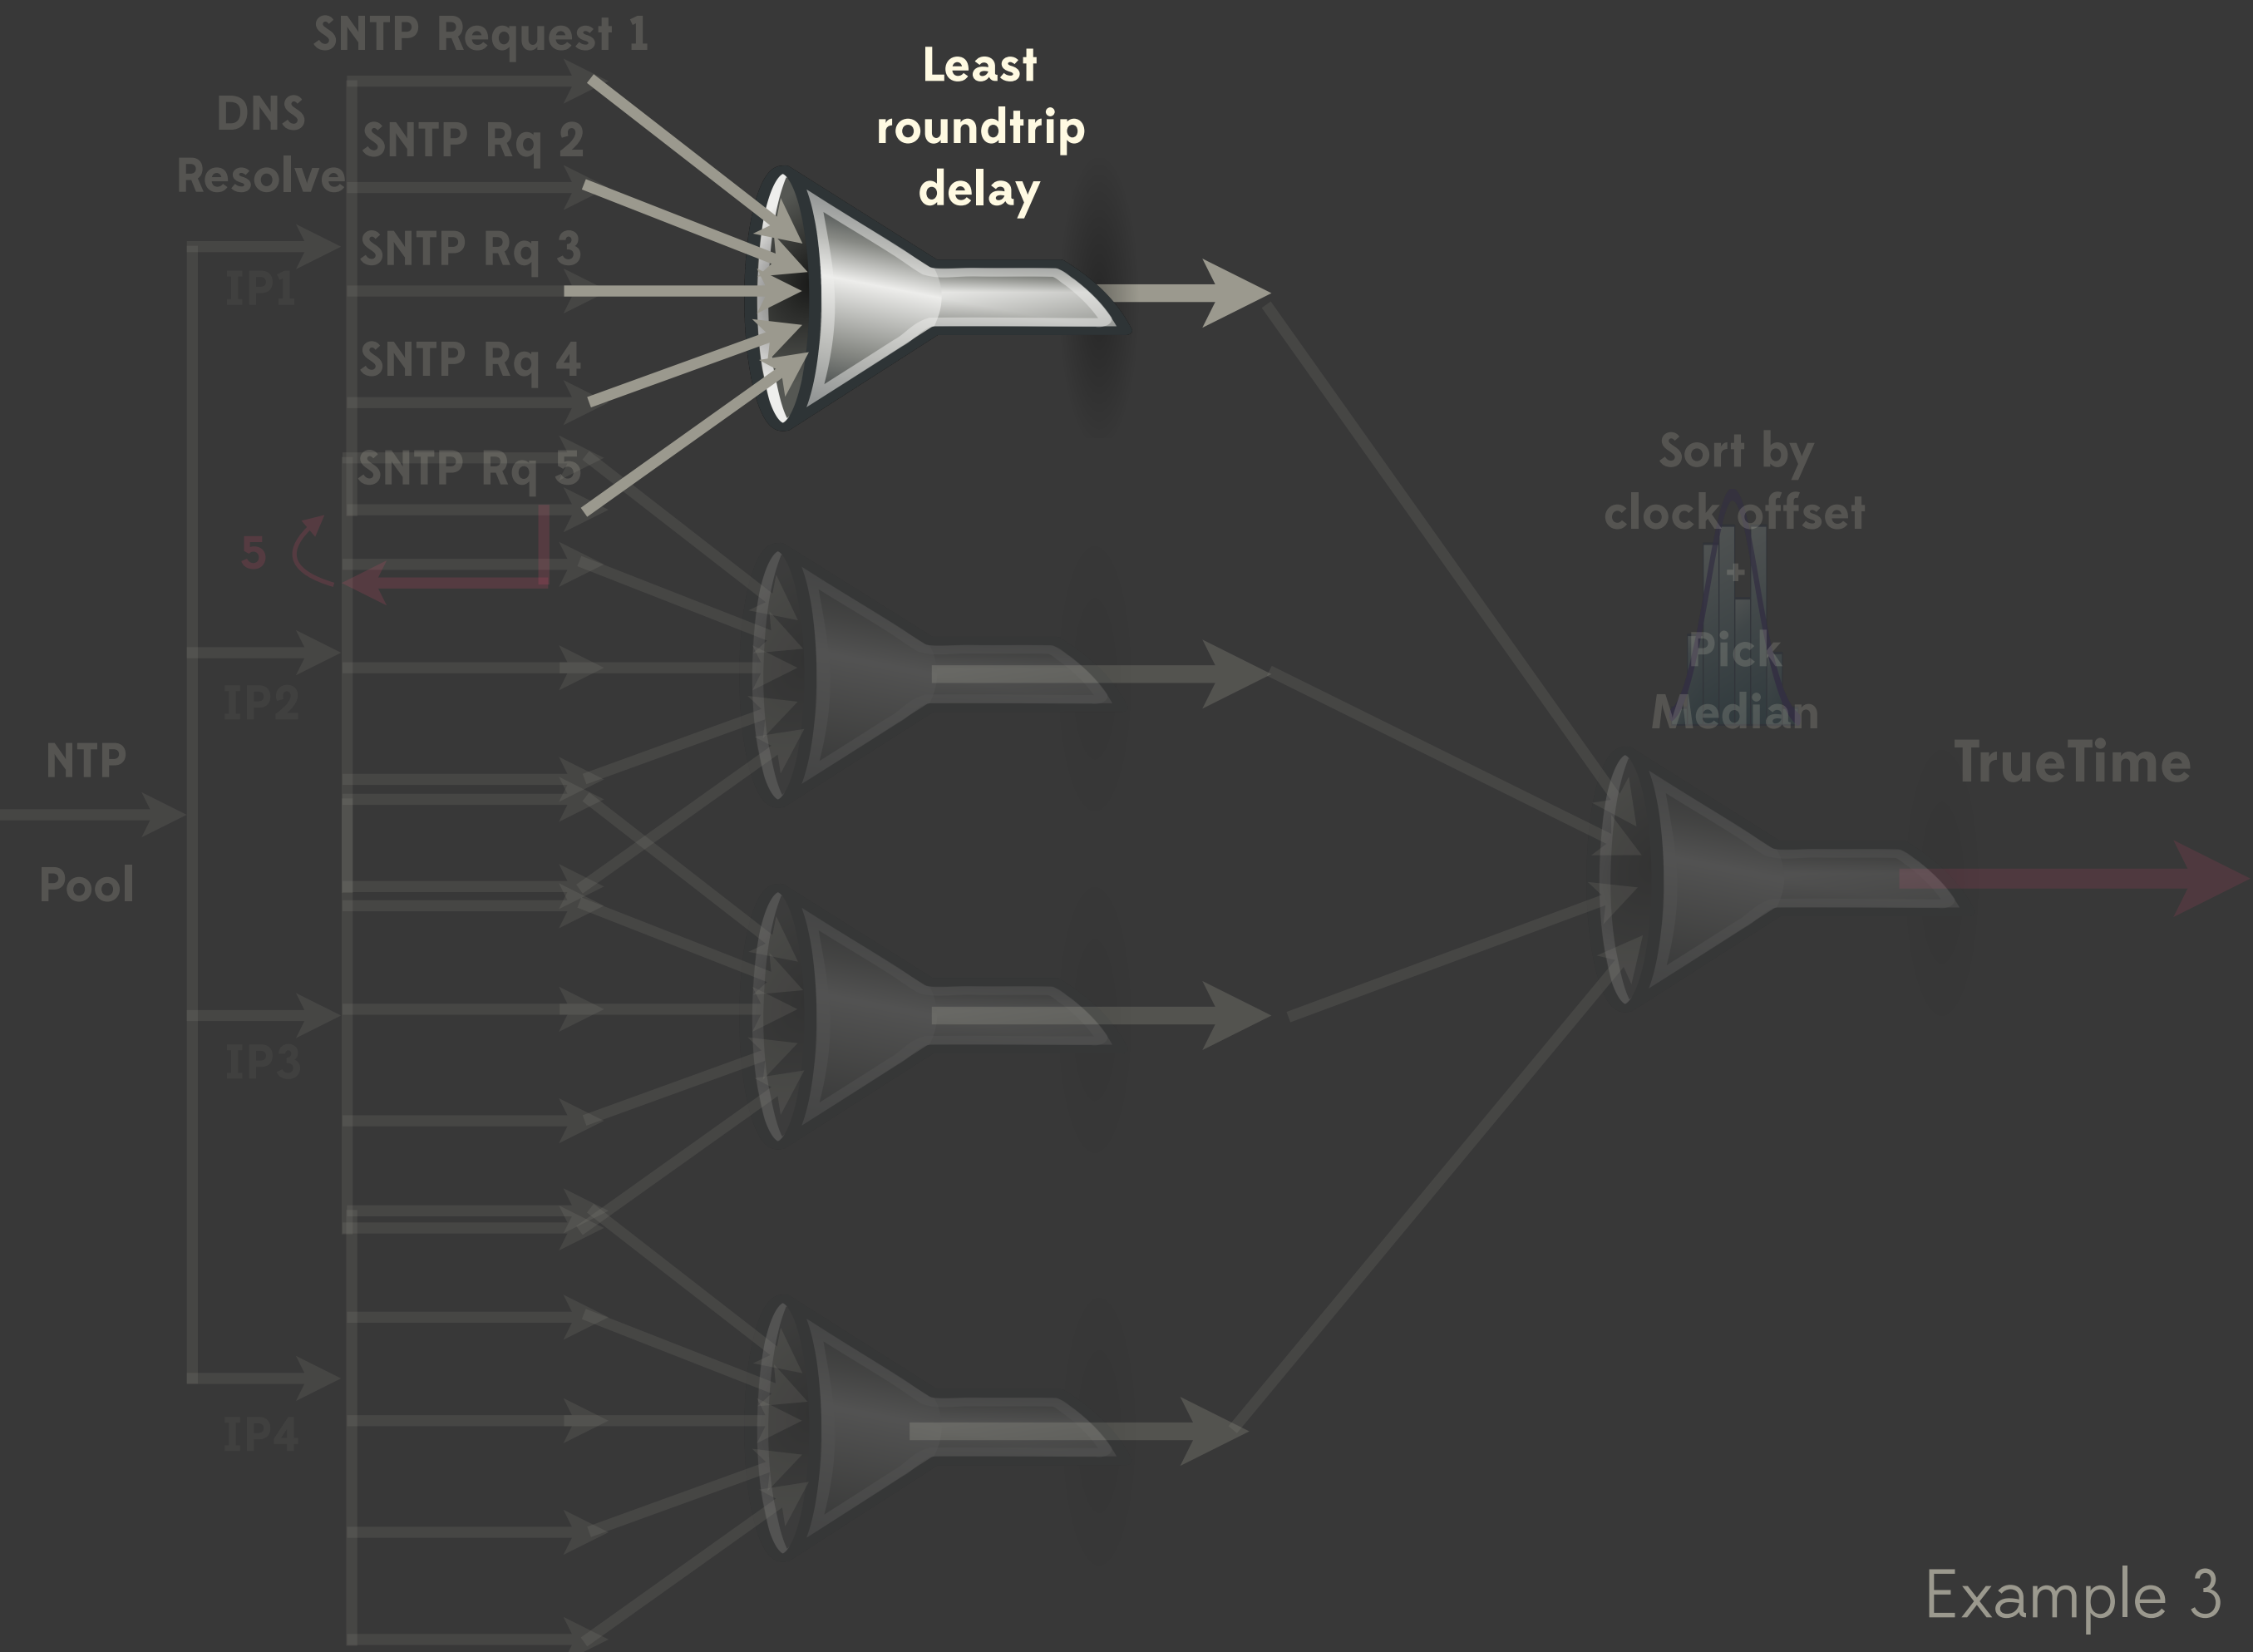 SNTP Request 1
Least
roundtrip
delay
DNS
Resolve
SNTP Rq 2
SNTP Rq 3
IP1
SNTP Rq 4
SNTP Rq 5
5
Sort by
clock offset
+
Pick
Median
IP2
NTP
Pool
TrueTime
IP3
IP4
Example 3